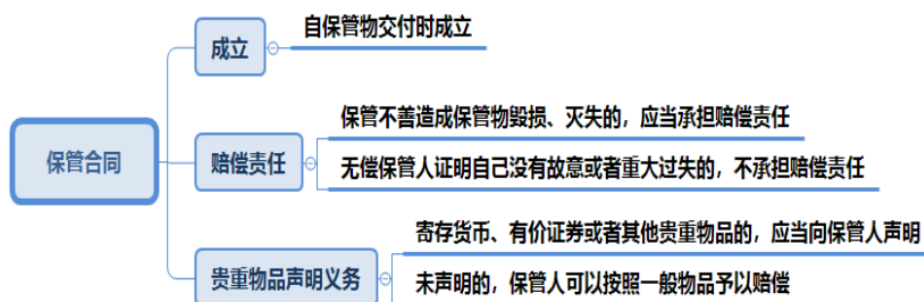 保管合同
成立
自保管物交付时成立
赔偿责任
保管不善造成保管物毁损、灭失的，应当承担赔偿责任
无偿保管人证明自己没有故意或者重大过失的，不承担赔偿责任
贵重物品声明义务
寄存货币、有价证券或者其他贵重物品的，应当向保管人声明
未声明的，保管人可以按照一般物品予以赔偿